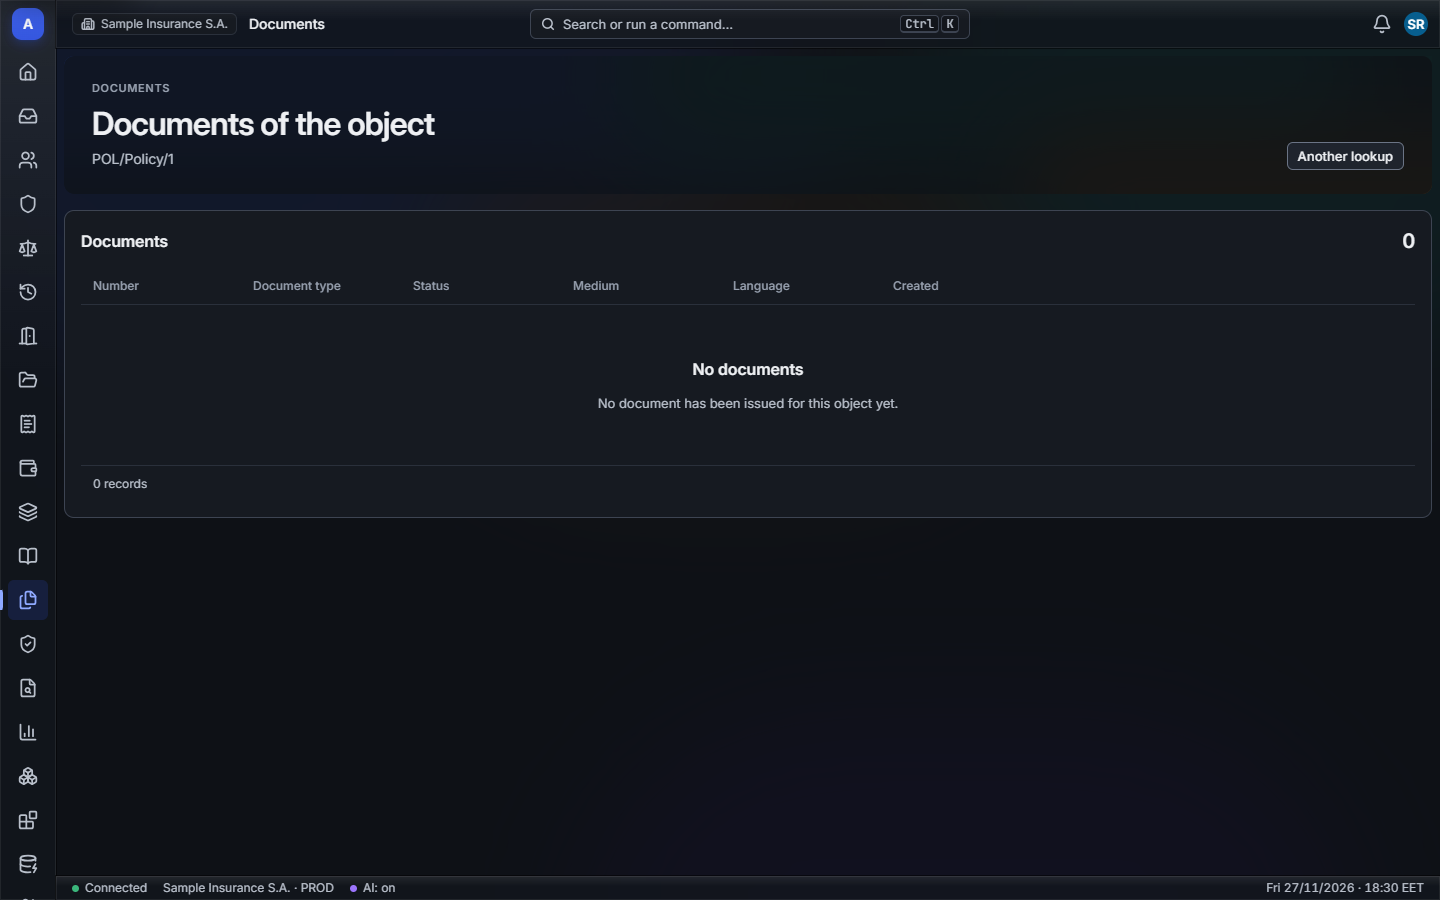 A
Sample Insurance S.A.
Documents
Search or run a command...
Ctrl K
SR
DOCUMENTS
Documents of the object
POL/Policy/1
Another lookup
Documents
0
Number Document type Status Medium Language Created
No documents
No document has been issued for this object yet.
0 records
Connected
Sample Insurance S.A. · PROD
AI: on
Fri 27/11/2026 · 18:30 EET